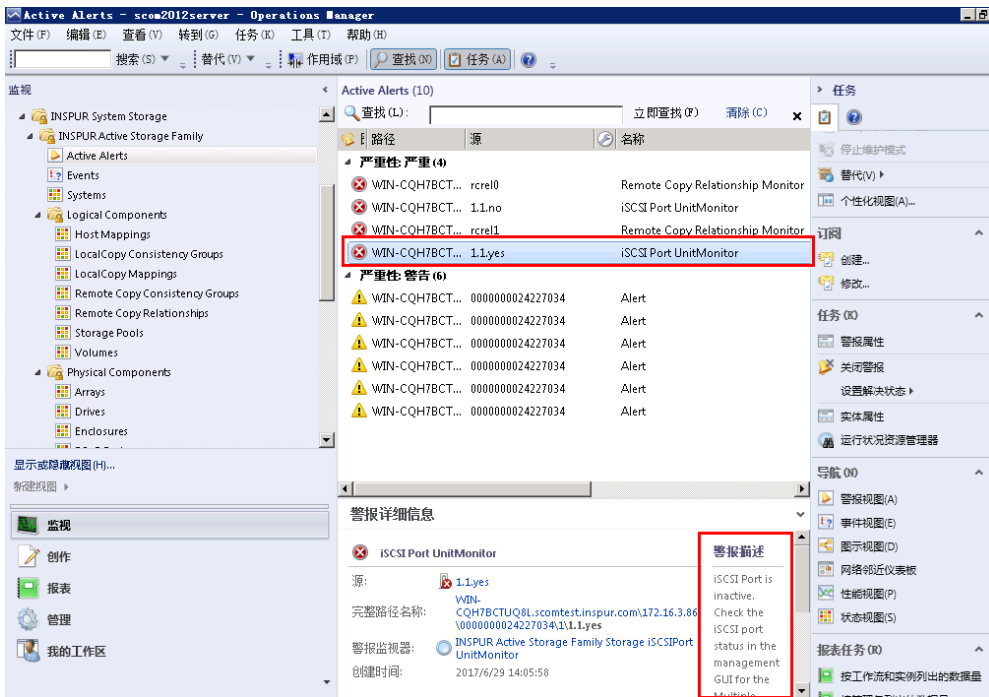 Active Alerts - scom2012server - Operations Manager
文件(F) 编辑(E) 查看(V) 转到(G) 任务(K) 工具(T) 帮助(H)
搜索(S) 替代(V) 作用域(P) 查找(N) 任务(A)
监视
INSPUR System Storage
INSPUR Active Storage Family
Active Alerts
Events
Systems
Logical Components
Host Mappings
LocalCopy Consistency Groups
LocalCopy Mappings
Remote Copy Consistency Groups
Remote Copy Relationships
Storage Pools
Volumes
Physical Components
Arrays
Drives
Enclosures
显示或隐藏视图(H)...
新建视图
监视
创作
报表
管理
我的工作区
Active Alerts (10)
查找(L): 立即查找(F) 清除(C)
路径 源 名称
严重性: 严重 (4)
WIN-CQH7BCT... rcrel0 Remote Copy Relationship Monitor
WIN-CQH7BCT... 1.1.no iSCSI Port UnitMonitor
WIN-CQH7BCT... rcrel1 Remote Copy Relationship Monitor
WIN-CQH7BCT... 1.1.yes iSCSI Port UnitMonitor
严重性: 警告 (6)
WIN-CQH7BCT... 0000000024227034 Alert
WIN-CQH7BCT... 0000000024227034 Alert
WIN-CQH7BCT... 0000000024227034 Alert
WIN-CQH7BCT... 0000000024227034 Alert
WIN-CQH7BCT... 0000000024227034 Alert
WIN-CQH7BCT... 0000000024227034 Alert
警报详细信息
iSCSI Port UnitMonitor
源: 1.1.yes
完整路径名称: WIN-
CQH7BCTUQ8L.scomtest.inspur.com\172.16.3.86
\0000000024227034\1\1.1.yes
警报监视器: INSPUR Active Storage Family Storage iSCSIPort
UnitMonitor
创建时间: 2017/6/29 14:05:58
警报描述
iSCSI Port is
inactive.
Check the
iSCSI port
status in the
management
GUI for the
Multiple
任务
停止维护模式
替代(V)
个性化视图(A)...
订阅
创建...
修改...
任务(K)
警报属性
关闭警报
设置解决状态
实体属性
运行状况资源管理器
导航(N)
警报视图(A)
事件视图(E)
图示视图(D)
网络邻近仪表板
性能视图(P)
状态视图(S)
报表任务(R)
按工作流和实例列出的数据量